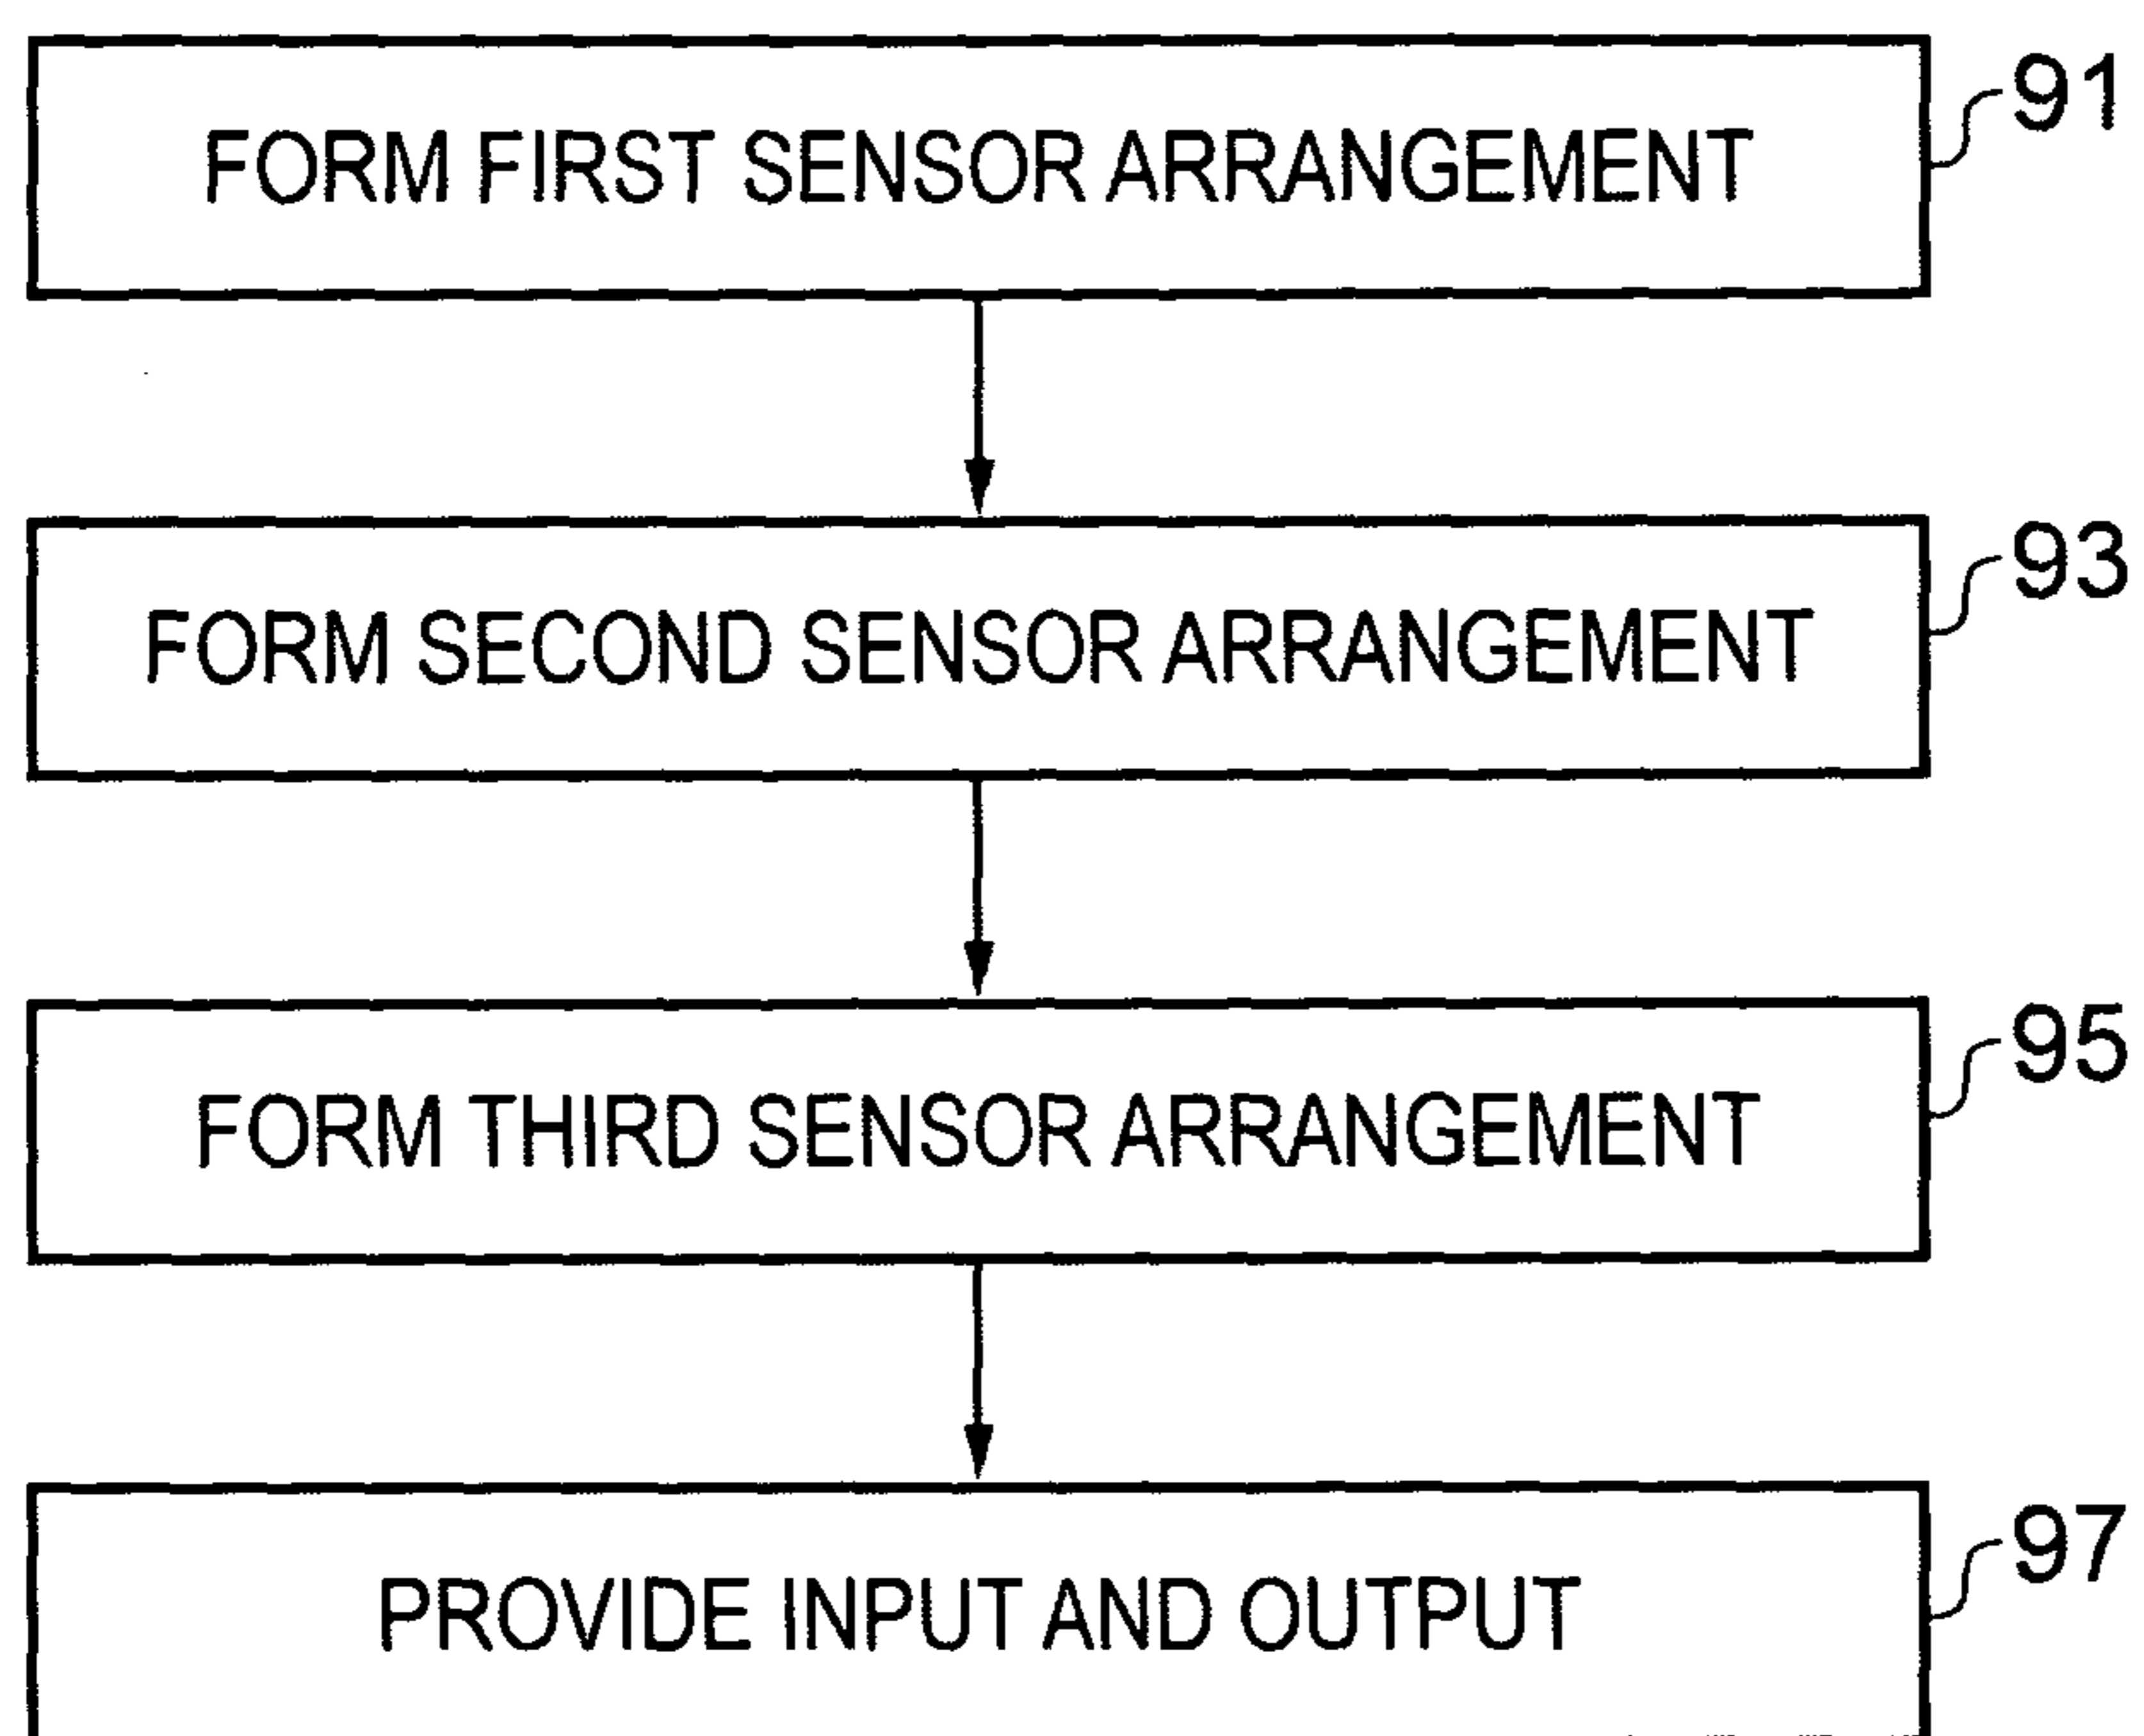 FORM FIRST SENSOR ARRANGEMENT
91
FORM SECOND SENSOR ARRANGEMENT
93
FORM THIRD SENSOR ARRANGEMENT
95
PROVIDE INPUT AND OUTPUT
97